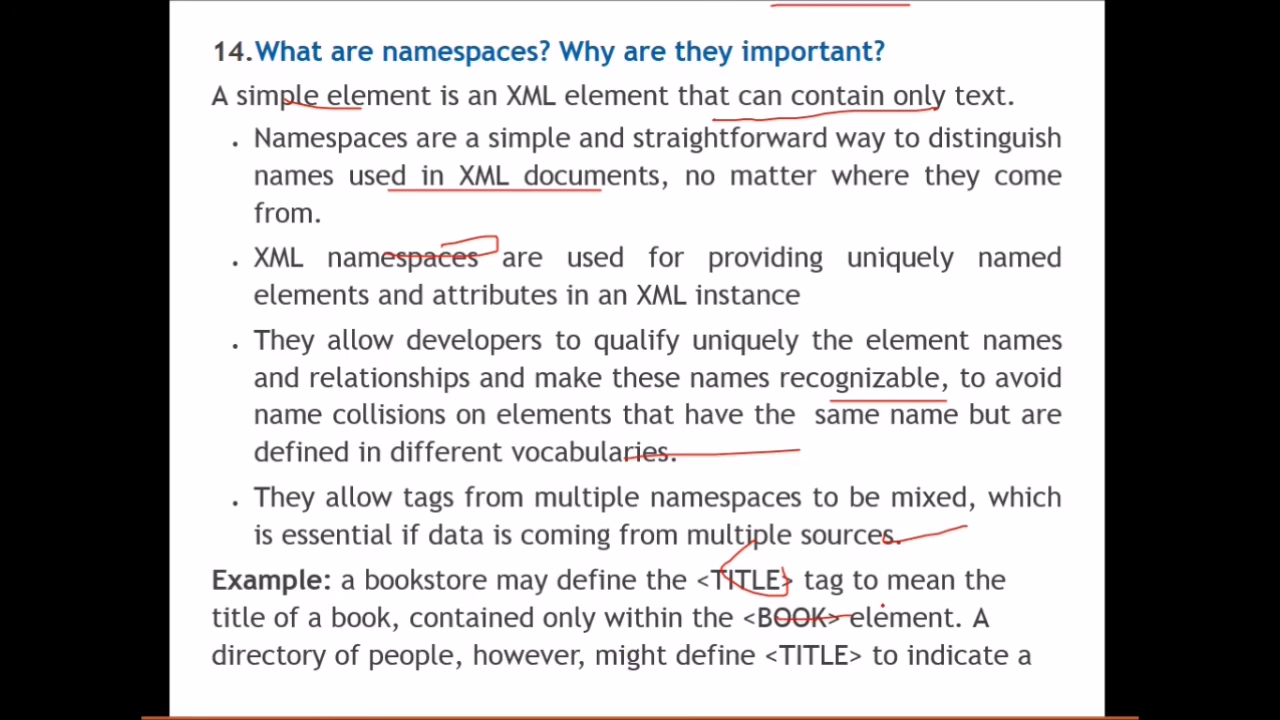 14.What are namespaces? Why are they important?
A simple element is an XML element that can contain only text.
. Namespaces are a simple and straightforward way to distinguish
names used in XML documents, no matter where they come
from.
. XML namespaces are used for providing uniquely named
elements and attributes in an XML instance
. They allow developers to qualify uniquely the element names
and relationships and make these names recognizable, to avoid
name collisions on elements that have the same name but are
defined in different vocabularies.
. They allow tags from multiple namespaces to be mixed, which
is essential if data is coming from multiple sources.
Example: a bookstore may define the <TITLE> tag to mean the
title of a book, contained only within the <BOOK> element. A
directory of people, however, might define <TITLE> to indicate a